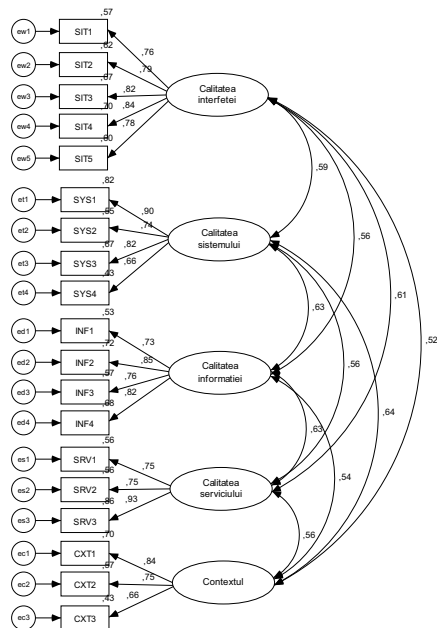 ,57
ew1 SIT1
,76
,62
ew2 SIT2
,79
,67
ew3 SIT3
,82
Calitatea
interfetei
,70
ew4 SIT4
,84
,78
,60
ew5 SIT5
,59
,82
et1 SYS1
,90
,55
et2 SYS2
,74
Calitatea
sistemului
,56
,67
et3 SYS3
,82
,66
,43
et4 SYS4
,61
,63
,53
ed1 INF1
,73
,72
ed2 INF2
,85
,56
,52
Calitatea
informatiei
,57
ed3 INF3
,76
,82
,68
ed4 INF4
,64
,63
,56
es1 SRV1
,75
,56
es2 SRV2
,75
Calitatea
serviciului
,54
,86
es3 SRV3
,93
,70
ec1 CXT1
,84
,56
,57
ec2 CXT2
,75
Contextul
,66
,43
ec3 CXT3